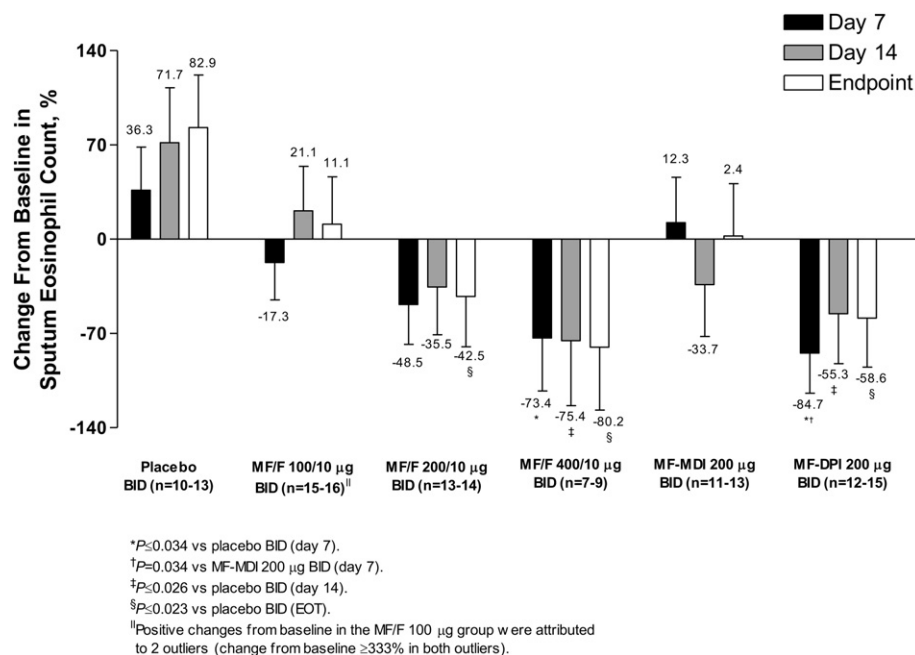 Day 7
Day 14
Endpoint
Change From Baseline in
Sputum Eosinophil Count, %
140
70
0
-70
-140
36.3
71.7
82.9
-17.3
21.1
11.1
-48.5
-35.5
-42.5
§
-73.4
*
-75.4
‡
-80.2
§
12.3
-33.7
2.4
-84.7
*†
-55.3
‡
-58.6
§
Placebo
BID (n=10-13)
MF/F 100/10 µg
BID (n=15-16)||
MF/F 200/10 µg
BID (n=13-14)
MF/F 400/10 µg
BID (n=7-9)
MF-MDI 200 µg
BID (n=11-13)
MF-DPI 200 µg
BID (n=12-15)
*P≤0.034 vs placebo BID (day 7).
†P=0.034 vs MF-MDI 200 µg BID (day 7).
‡P≤0.026 vs placebo BID (day 14).
§P≤0.023 vs placebo BID (EOT).
||Positive changes from baseline in the MF/F 100 µg group were attributed
to 2 outliers (change from baseline ≥333% in both outliers).